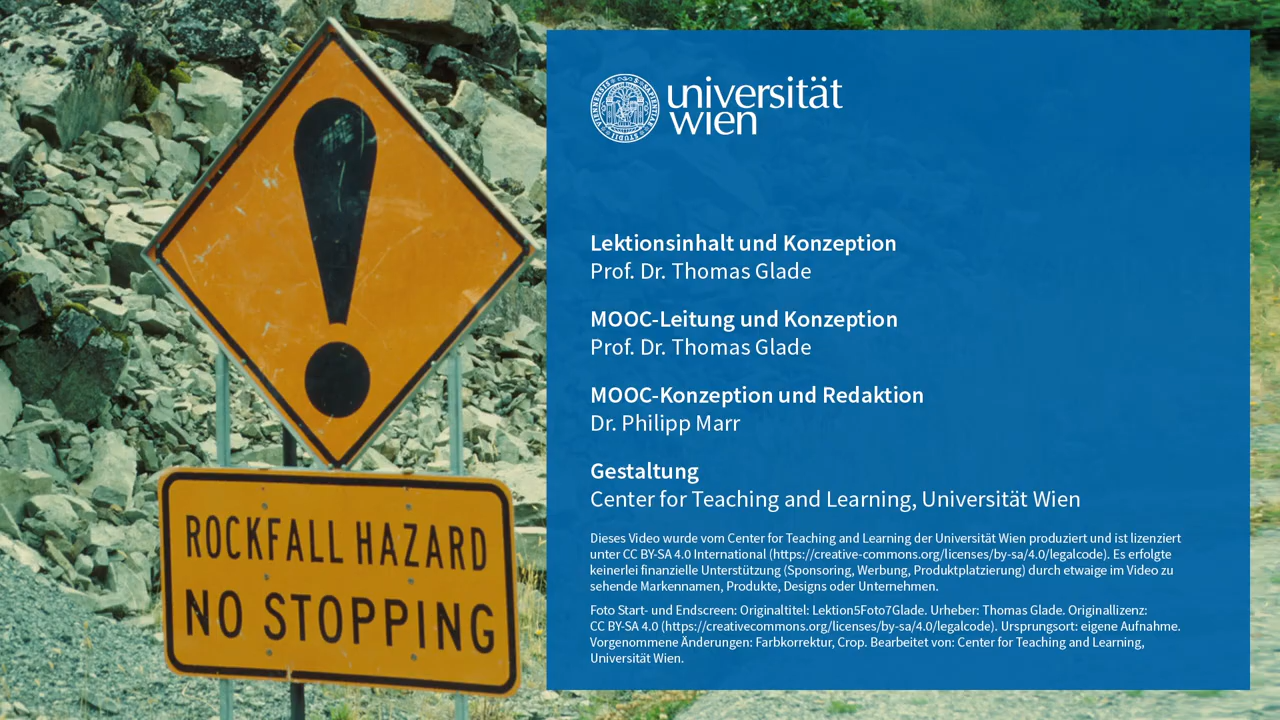 ROCKFALL HAZARD
NO STOPPING
universität
wien
Lektionsinhalt und Konzeption
Prof. Dr. Thomas Glade
MOOC-Leitung und Konzeption
Prof. Dr. Thomas Glade
MOOC-Konzeption und Redaktion
Dr. Philipp Marr
Gestaltung
Center for Teaching and Learning, Universität Wien
Dieses Video wurde vom Center for Teaching and Learning der Universität Wien produziert und ist lizenziert
unter CC BY-SA 4.0 International (https://creative-commons.org/licenses/by-sa/4.0/legalcode). Es erfolgte
keinerlei finanzielle Unterstützung (Sponsoring, Werbung, Produktplatzierung) durch etwaige im Video zu
sehende Markennamen, Produkte, Designs oder Unternehmen.
Foto Start- und Endscreen: Originaltitel: Lektion5Foto7Glade. Urheber: Thomas Glade. Originallizenz:
CC BY-SA 4.0 (https://creativecommons.org/licenses/by-sa/4.0/legalcode). Ursprungsort: eigene Aufnahme.
Vorgenommene Änderungen: Farbkorrektur, Crop. Bearbeitet von: Center for Teaching and Learning,
Universität Wien.